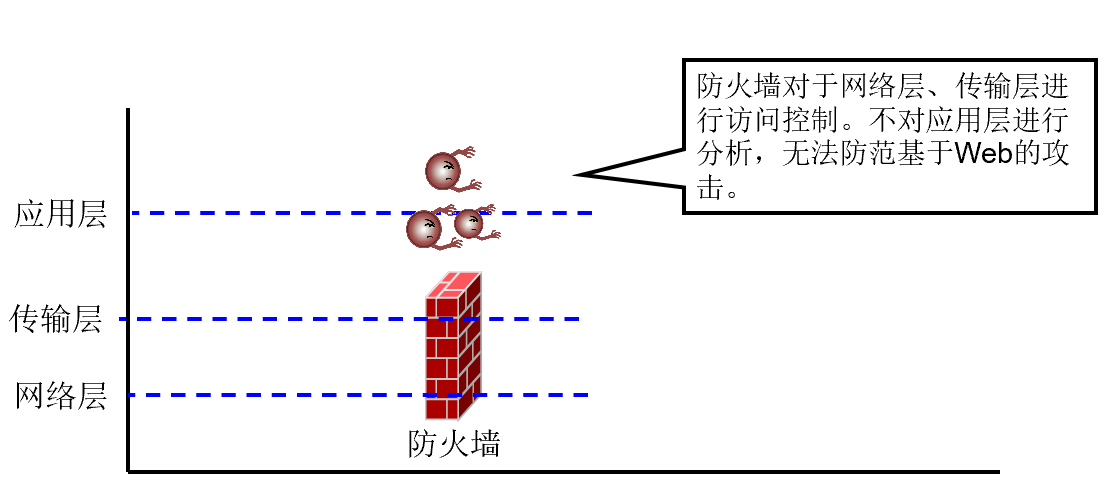 防火墙对于网络层、传输层进
行访问控制。不对应用层进行
分析，无法防范基于Web的攻
击。
应用层
传输层
网络层
防火墙